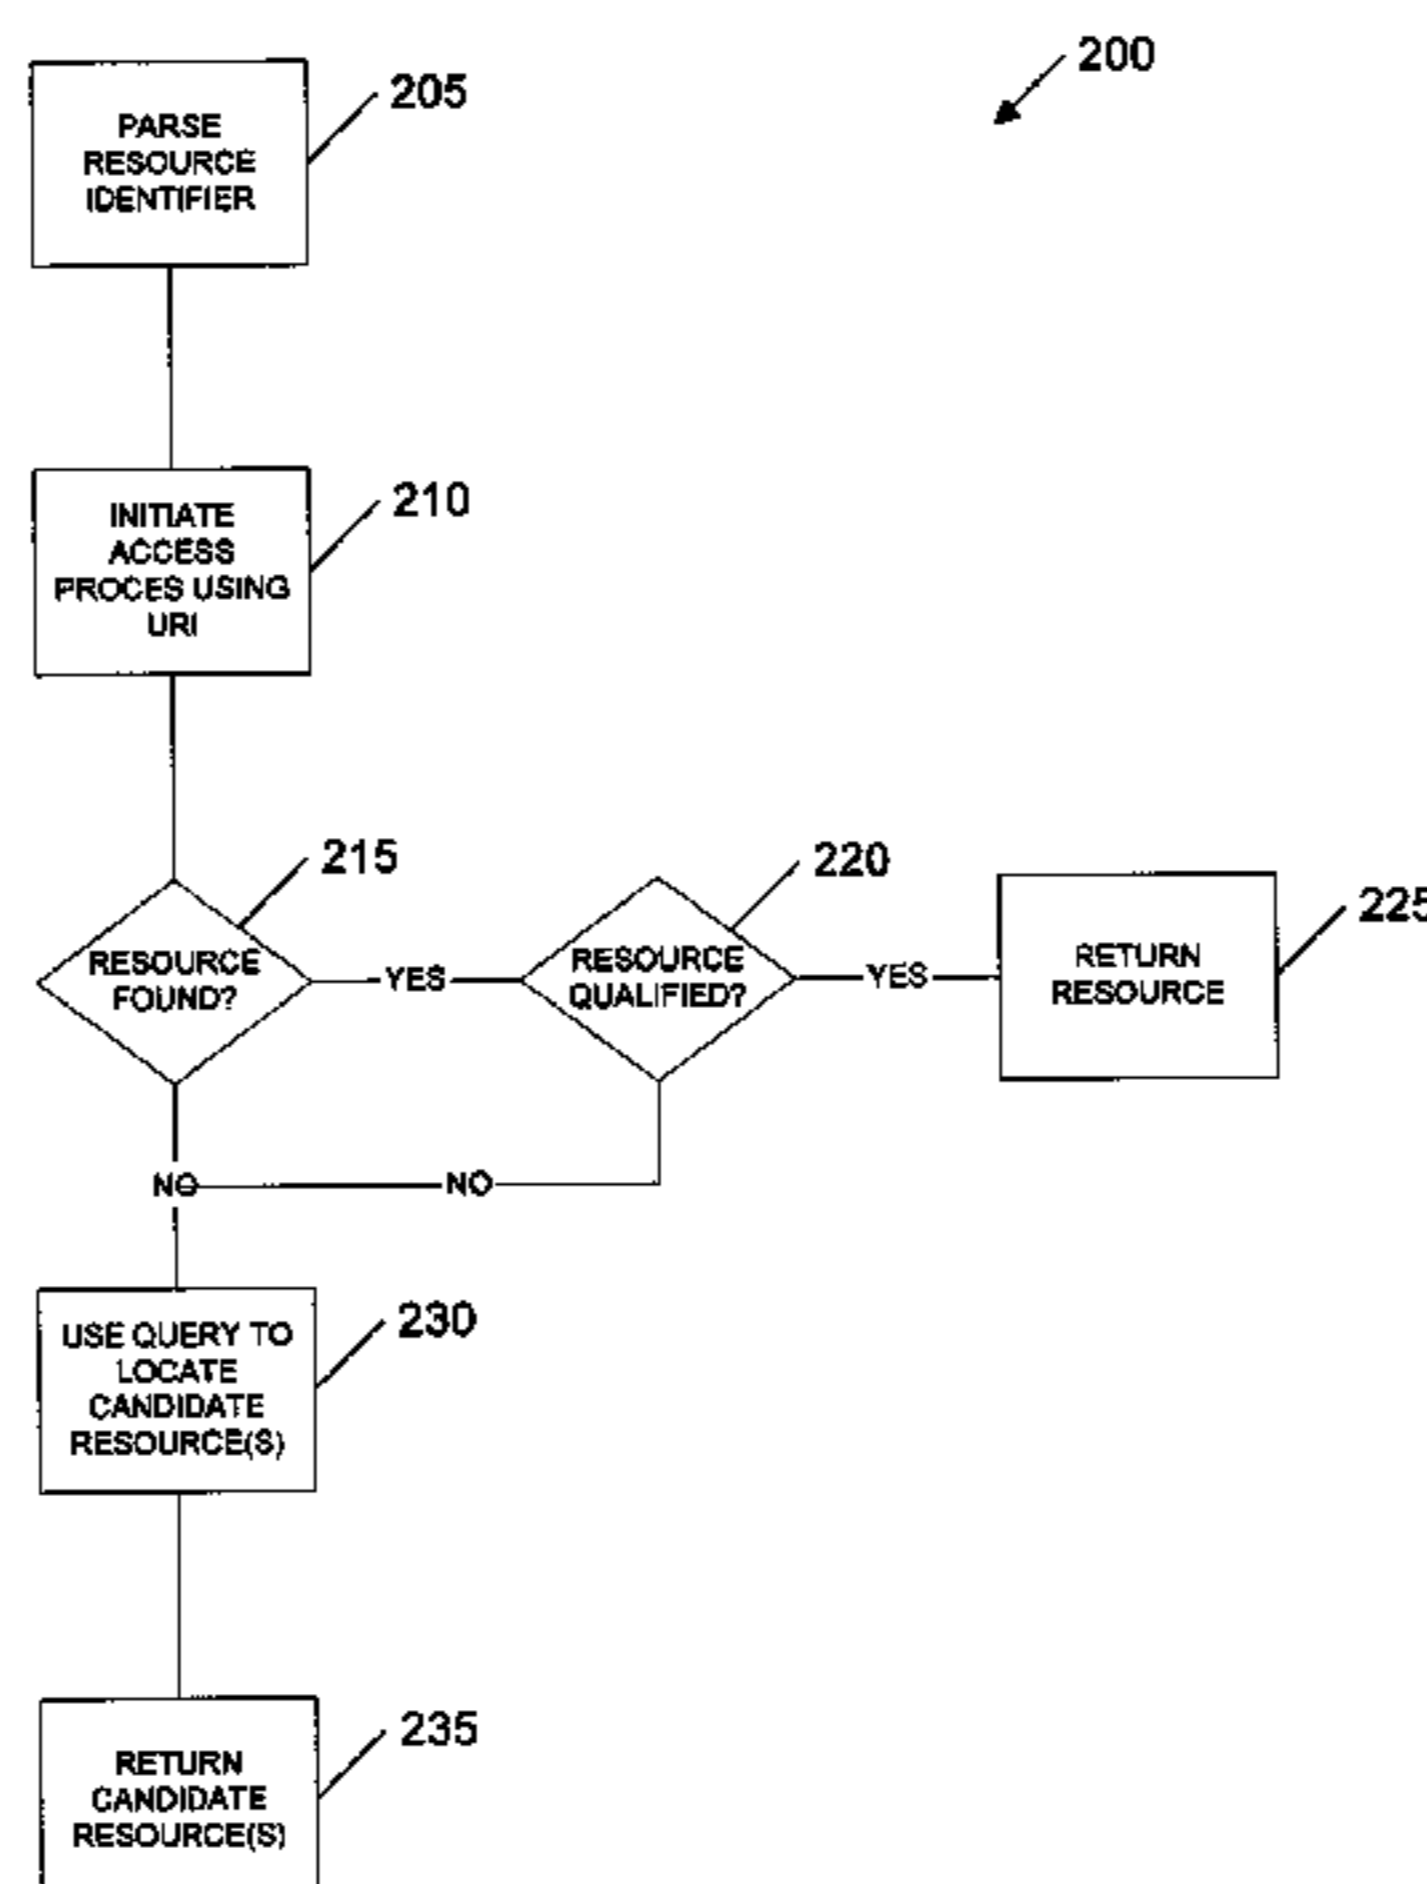 200
205
PARSE
RESOURCE
IDENTIFIER
210
INITIATE
ACCESS
PROCES USING
URI
215
RESOURCE
FOUND?
YES
220
RESOURCE
QUALIFIED?
YES
225
RETURN
RESOURCE
NO
NO
230
USE QUERY TO
LOCATE
CANDIDATE
RESOURCE(S)
235
RETURN
CANDIDATE
RESOURCE(S)